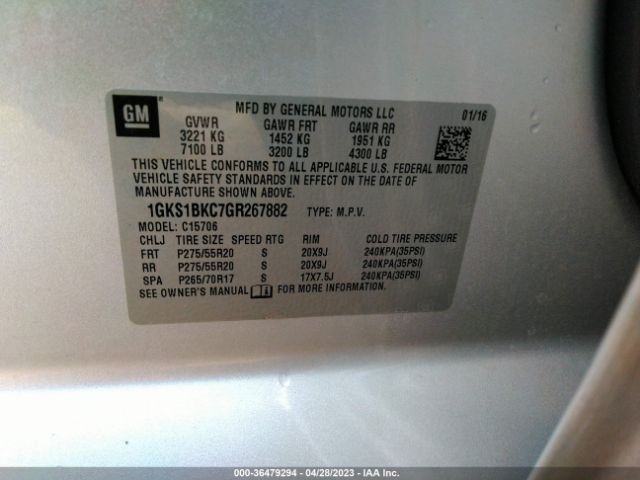 GM
MFD BY GENERAL MOTORS LLC
01/16
GVWR GAWR FRT GAWR RR
3221 KG 1452 KG 1951 KG
7100 LB 3200 LB 4300 LB
THIS VEHICLE CONFORMS TO ALL APPLICABLE U.S. FEDERAL MOTOR
VEHICLE SAFETY STANDARDS IN EFFECT ON THE DATE OF
MANUFACTURE SHOWN ABOVE.
1GKS1BKC7GR267882 TYPE: M.P.V.
MODEL: C15706
CHLJ TIRE SIZE SPEED RTG RIM COLD TIRE PRESSURE
FRT P275/55R20 S 20X9J 240KPA(35PSI)
RR P275/55R20 S 20X9J 240KPA(35PSI)
SPA P265/70R17 S 17X7.5J 240KPA(35PSI)
SEE OWNER'S MANUAL FOR MORE INFORMATION.
000-36479294 - 04/28/2023 - IAA Inc.